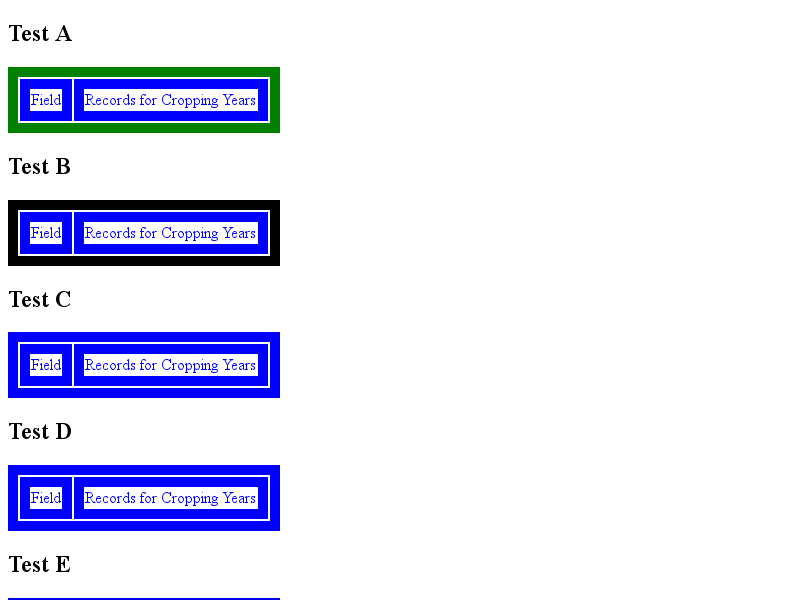 Test A
Field Records for Cropping Years
Test B
Field Records for Cropping Years
Test C
Field Records for Cropping Years
Test D
Field Records for Cropping Years
Test E